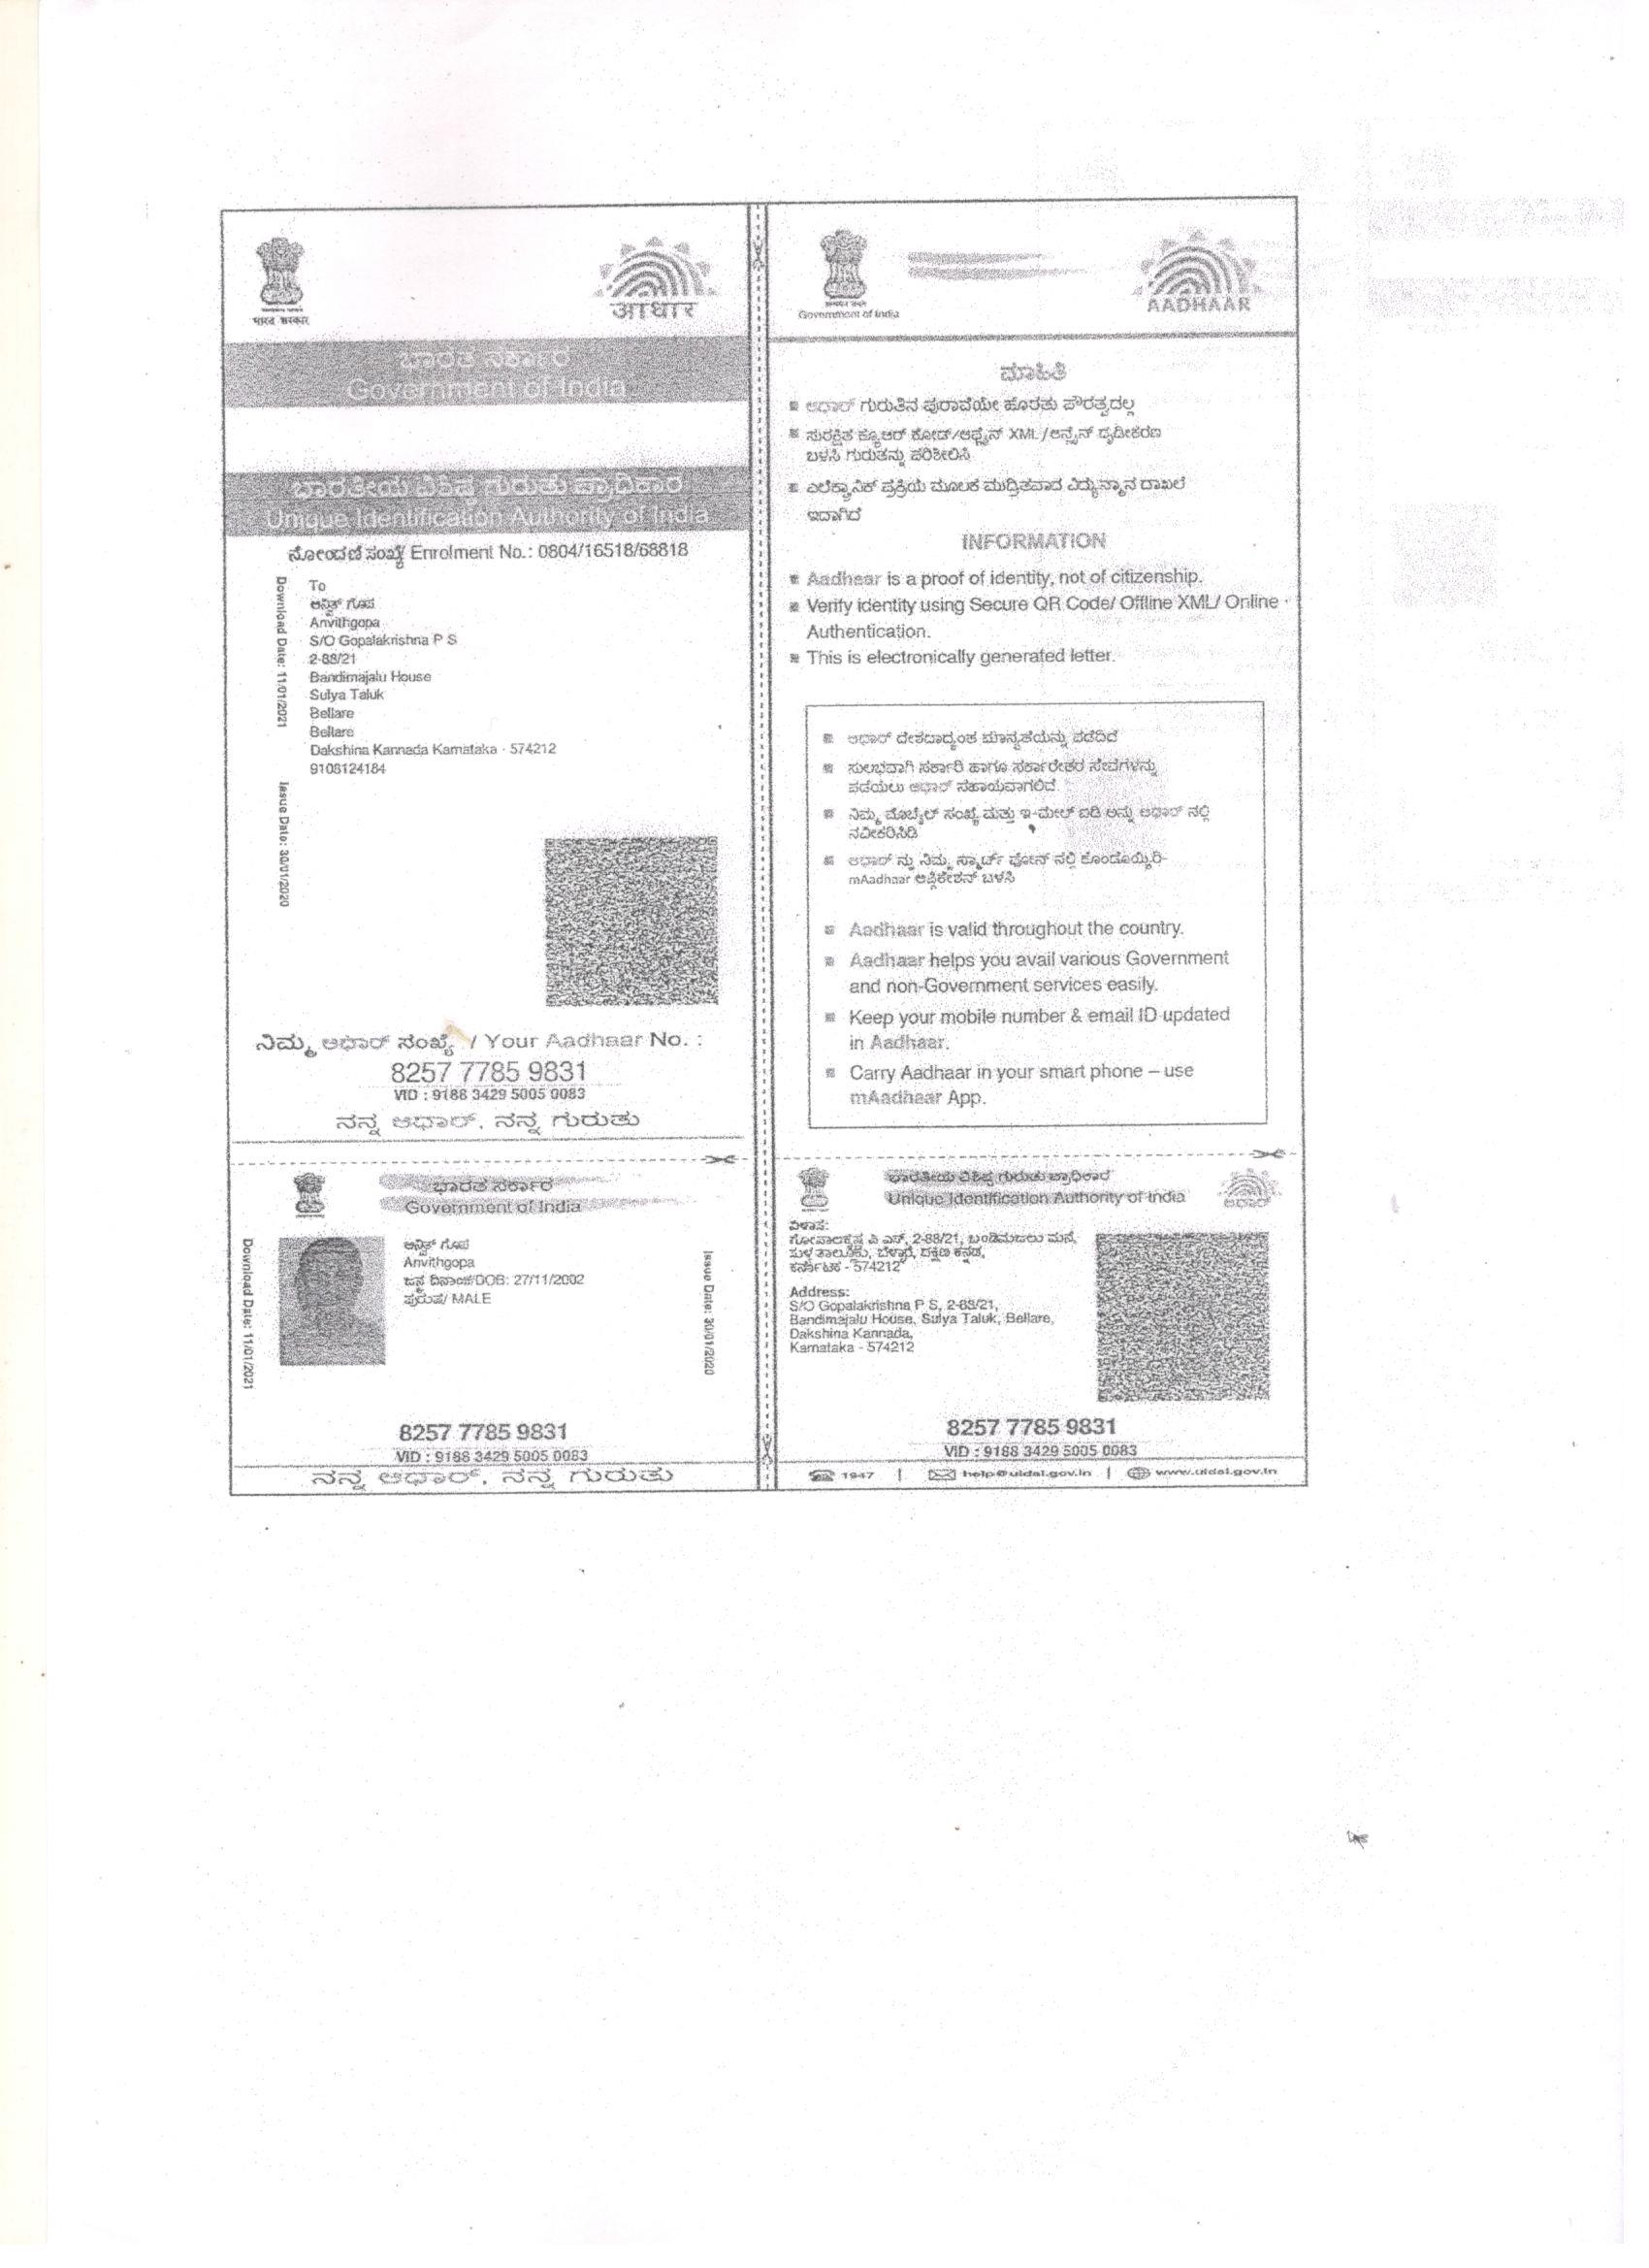 भारत सरकार
आधार
ಭಾರತ ಸರ್ಕಾರ
Government of India
ಭಾರತೀಯ ವಿಶಿಷ್ಟ ಗುರುತು ಪ್ರಾಧಿಕಾರ
Unique Identification Authority of India
ನೋಂದಣಿ ಸಂಖ್ಯೆ/ Enrolment No.: 0804/16518/68818
Download Date: 11/01/2021
Issue Date: 30/01/2020
To
ಅನ್ವಿತ್ ಗೋಪ
Anvithgopa
S/O Gopalakrishna P S
2-88/21
Bandimajalu House
Sulya Taluk
Bellare
Bellare
Dakshina Kannada Karnataka - 574212
9108124184
ನಿಮ್ಮ ಆಧಾರ್ ಸಂಖ್ಯೆ / Your Aadhaar No. :
8257 7785 9831
VID : 9188 3429 5005 0083
ನನ್ನ ಆಧಾರ್, ನನ್ನ ಗುರುತು
Government of India
AADHAAR
ಮಾಹಿತಿ
ಆಧಾರ್ ಗುರುತಿನ ಪುರಾವೆಯೇ ಹೊರತು ಪೌರತ್ವದಲ್ಲ
ಸುರಕ್ಷಿತ ಕ್ಯೂಆರ್ ಕೋಡ್/ಆಫ್ಲೈನ್ XML/ಆನ್ಲೈನ್ ದೃಢೀಕರಣ
ಬಳಸಿ ಗುರುತನ್ನು ಪರಿಶೀಲಿಸಿ
ಎಲೆಕ್ಟ್ರಾನಿಕ್ ಪ್ರಕ್ರಿಯೆ ಮೂಲಕ ಮುದ್ರಿತವಾದ ವಿದ್ಯುನ್ಮಾನ ದಾಖಲೆ
ಇದಾಗಿದೆ
INFORMATION
Aadhaar is a proof of identity, not of citizenship.
Verify identity using Secure QR Code/ Offline XML/ Online
Authentication.
This is electronically generated letter.
ಆಧಾರ್ ದೇಶದಾದ್ಯಂತ ಮಾನ್ಯತೆಯನ್ನು ಪಡೆದಿದೆ
ಸುಲಭವಾಗಿ ಸರ್ಕಾರಿ ಹಾಗೂ ಸರ್ಕಾರೇತರ ಸೇವೆಗಳನ್ನು
ಪಡೆಯಲು ಆಧಾರ್ ಸಹಾಯವಾಗಲಿದೆ.
ನಿಮ್ಮ ಮೊಬೈಲ್ ಸಂಖ್ಯೆ ಮತ್ತು ಇ-ಮೇಲ್ ಐಡಿ ಅನ್ನು ಆಧಾರ್ ನಲ್ಲಿ
ನವೀಕರಿಸಿಡಿ
ಆಧಾರ್ ನ್ನು ನಿಮ್ಮ ಸ್ಮಾರ್ಟ್ ಫೋನ್ ನಲ್ಲಿ ಕೊಂಡೊಯ್ಯಿರಿ-
mAadhaar ಅಪ್ಲಿಕೇಶನ್ ಬಳಸಿ
Aadhaar is valid throughout the country.
Aadhaar helps you avail various Government
and non-Government services easily.
Keep your mobile number & email ID updated
in Aadhaar.
Carry Aadhaar in your smart phone – use
mAadhaar App.
ಭಾರತ ಸರ್ಕಾರ
Government of India
Download Date: 11/01/2021
ಅನ್ವಿತ್ ಗೋಪ
Anvithgopa
ಜನ್ಮ ದಿನಾಂಕ/DOB: 27/11/2002
ಪುರುಷ/ MALE
Issue Date: 30/01/2020
8257 7785 9831
VID : 9188 3429 5005 0083
ನನ್ನ ಆಧಾರ್, ನನ್ನ ಗುರುತು
ಭಾರತೀಯ ವಿಶಿಷ್ಟ ಗುರುತು ಪ್ರಾಧಿಕಾರ
Unique Identification Authority of India
ಆಧಾರ್
ವಿಳಾಸ:
ಗೋಪಾಲಕೃಷ್ಣ ಪಿ ಎಸ್, 2-88/21, ಬಂಡಿಮಜಲು ಮನೆ,
ಸುಳ್ಯ ತಾಲೂಕು, ಬೆಳ್ಳಾರೆ, ದಕ್ಷಿಣ ಕನ್ನಡ,
ಕರ್ನಾಟಕ - 574212
Address:
S/O Gopalakrishna P S, 2-88/21,
Bandimajalu House, Sulya Taluk, Bellare,
Dakshina Kannada,
Karnataka - 574212
8257 7785 9831
VID : 9188 3429 5005 0083
1947 | help@uidai.gov.in | www.uidai.gov.in